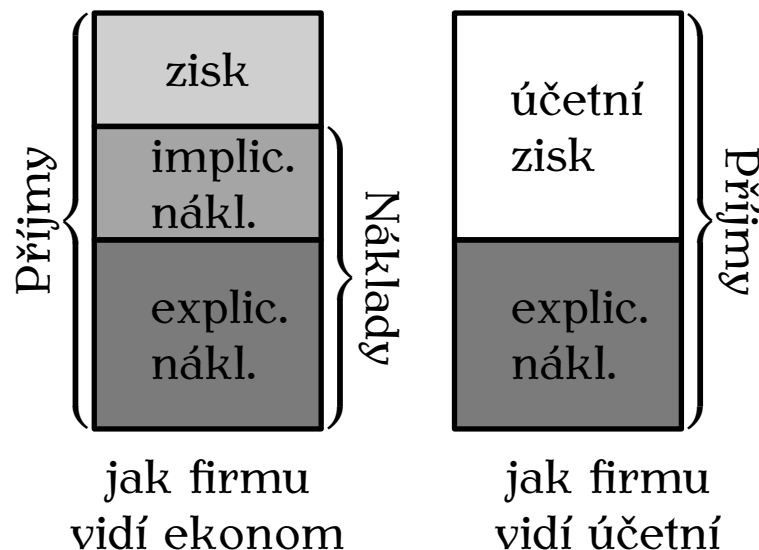 Příjmy
zisk
implic.
nákl.
explic.
nákl.
Náklady
jak firmu
vidí ekonom
účetní
zisk
explic.
nákl.
Příjmy
jak firmu
vidí účetní